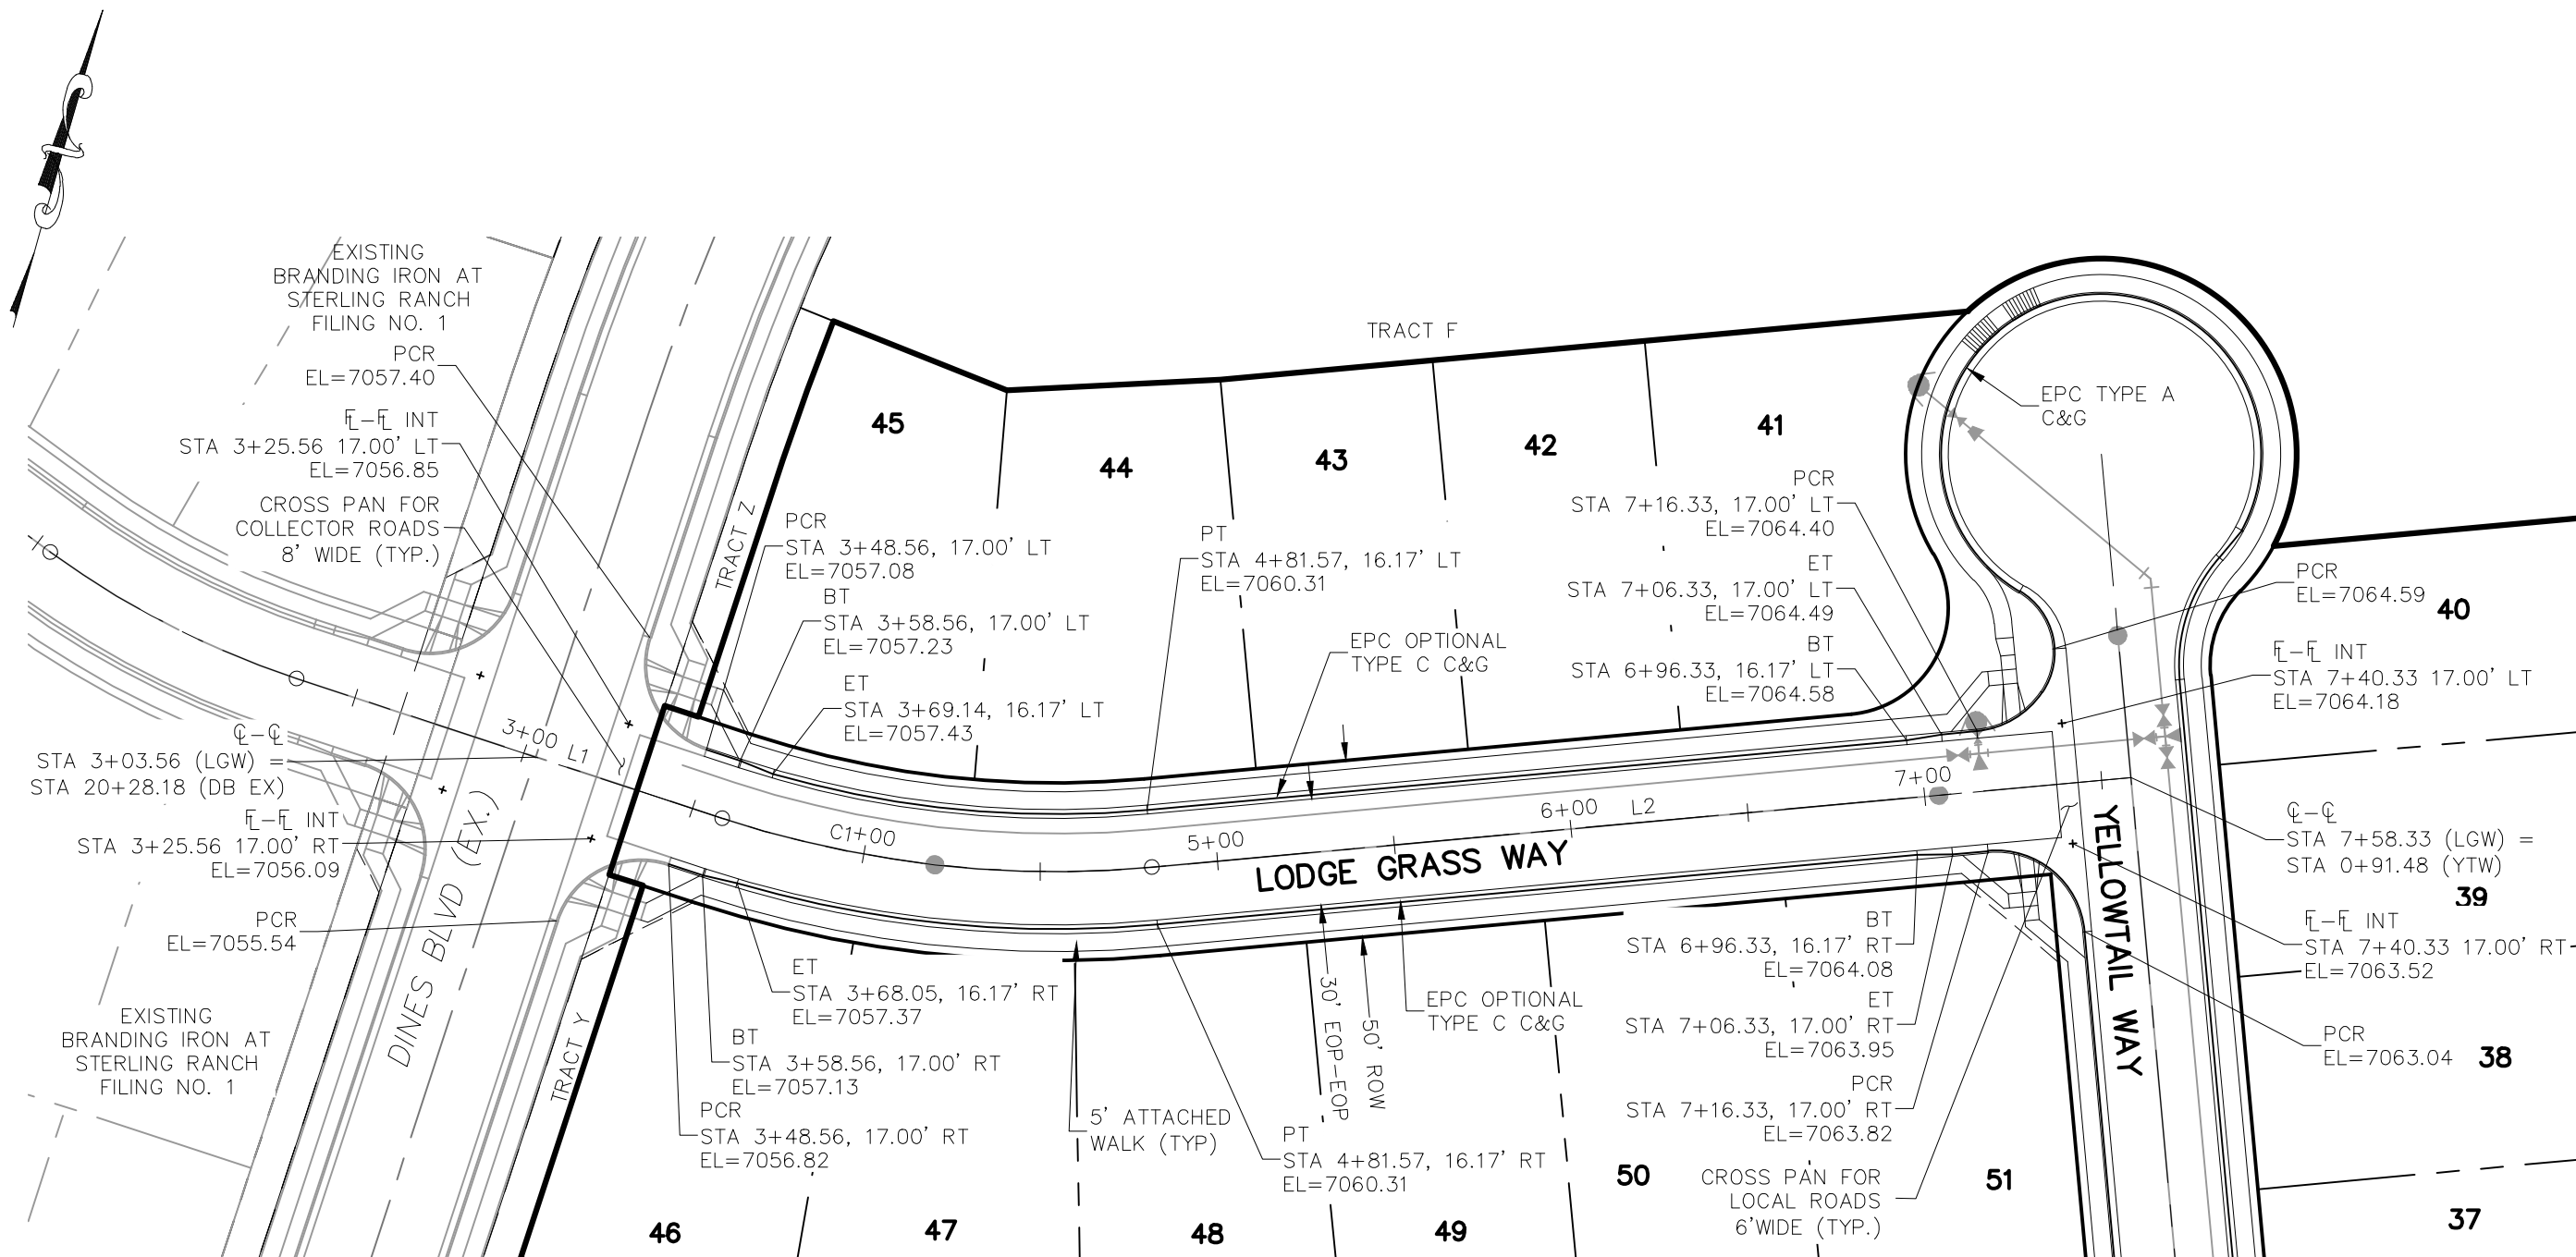 EXISTING
BRANDING IRON AT
STERLING RANCH
FILING NO. 1
PCR
EL=7057.40
FL-FL INT
STA 3+25.56 17.00' LT
EL=7056.85
CROSS PAN FOR
COLLECTOR ROADS
8' WIDE (TYP.)
CL-CL
STA 3+03.56 (LGW) =
STA 20+28.18 (DB EX)
FL-FL INT
STA 3+25.56 17.00' RT
EL=7056.09
PCR
EL=7055.54
EXISTING
BRANDING IRON AT
STERLING RANCH
FILING NO. 1
DINES BLVD (EX.)
TRACT Z
TRACT Y
TRACT F
45
44
43
42
41
PCR
STA 3+48.56, 17.00' LT
EL=7057.08
BT
STA 3+58.56, 17.00' LT
EL=7057.23
ET
STA 3+69.14, 16.17' LT
EL=7057.43
PT
STA 4+81.57, 16.17' LT
EL=7060.31
EPC OPTIONAL
TYPE C C&G
PCR
STA 7+16.33, 17.00' LT
EL=7064.40
ET
STA 7+06.33, 17.00' LT
EL=7064.49
BT
STA 6+96.33, 16.17' LT
EL=7064.58
EPC TYPE A
C&G
PCR
EL=7064.59
40
FL-FL INT
STA 7+40.33 17.00' LT
EL=7064.18
3+00 L1
C1+00
5+00
6+00 L2
7+00
LODGE GRASS WAY
YELLOWTAIL WAY
CL-CL
STA 7+58.33 (LGW) =
STA 0+91.48 (YTW)
39
FL-FL INT
STA 7+40.33 17.00' RT
EL=7063.52
PCR
EL=7063.04
38
37
ET
STA 3+68.05, 16.17' RT
EL=7057.37
BT
STA 3+58.56, 17.00' RT
EL=7057.13
PCR
STA 3+48.56, 17.00' RT
EL=7056.82
5' ATTACHED
WALK (TYP)
PT
STA 4+81.57, 16.17' RT
EL=7060.31
30' EOP-EOP
50' ROW
EPC OPTIONAL
TYPE C C&G
BT
STA 6+96.33, 16.17' RT
EL=7064.08
ET
STA 7+06.33, 17.00' RT
EL=7063.95
PCR
STA 7+16.33, 17.00' RT
EL=7063.82
CROSS PAN FOR
LOCAL ROADS
6'WIDE (TYP.)
46
47
48
49
50
51